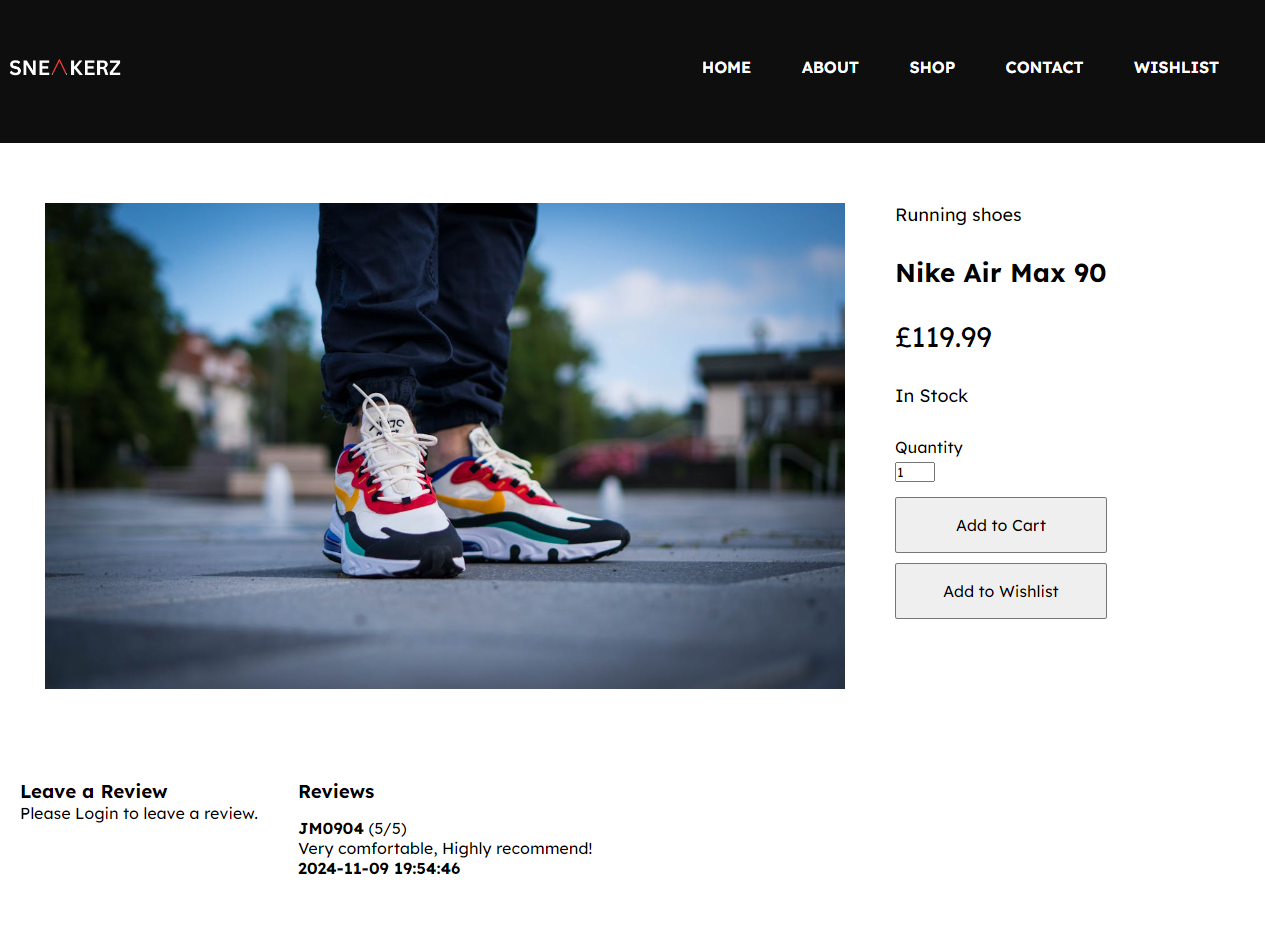 SNEAKERZ
HOME ABOUT SHOP CONTACT WISHLIST
Running shoes
Nike Air Max 90
£119.99
In Stock
Quantity
1
Add to Cart
Add to Wishlist
Leave a Review
Please Login to leave a review.
Reviews
JM0904 (5/5)
Very comfortable, Highly recommend!
2024-11-09 19:54:46